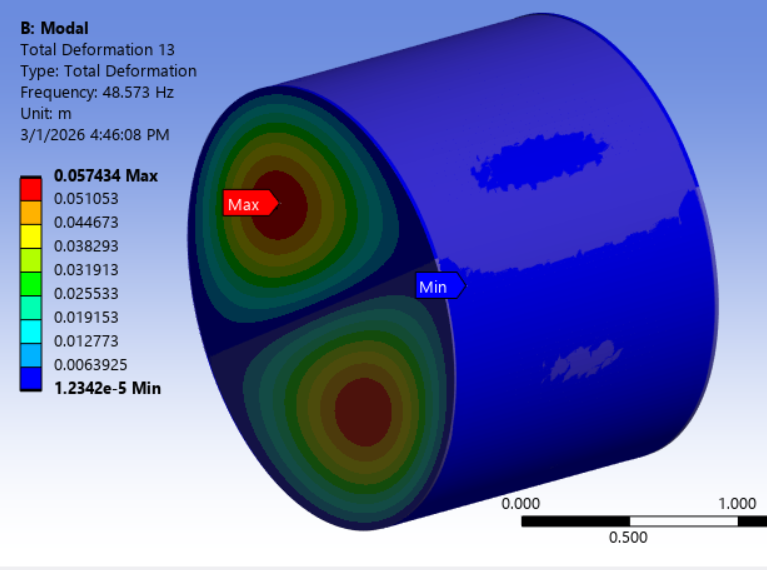 B: Modal
Total Deformation 13
Type: Total Deformation
Frequency: 48.573 Hz
Unit: m
3/1/2026 4:46:08 PM
0.057434 Max
0.051053
0.044673
0.038293
0.031913
0.025533
0.019153
0.012773
0.0063925
1.2342e-5 Min
Max
Min
0.000 1.000
0.500